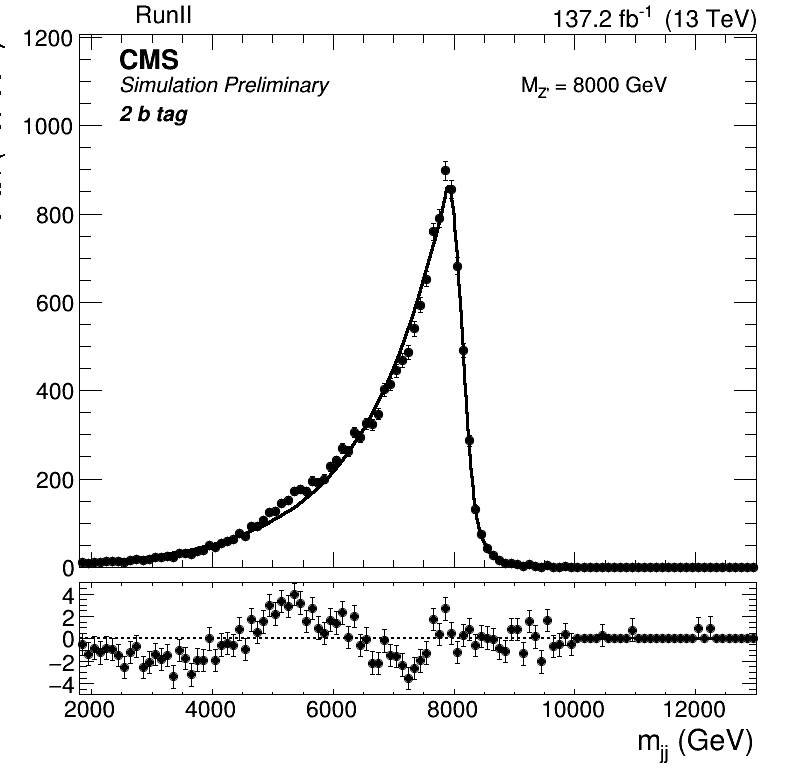 RunII 137.2 fb⁻¹ (13 TeV)
1200
CMS
Simulation Preliminary
M_Z' = 8000 GeV
2 b tag
1000
800
600
400
200
0
4
2
0
−2
−4
2000 4000 6000 8000 10000 12000
m_jj (GeV)